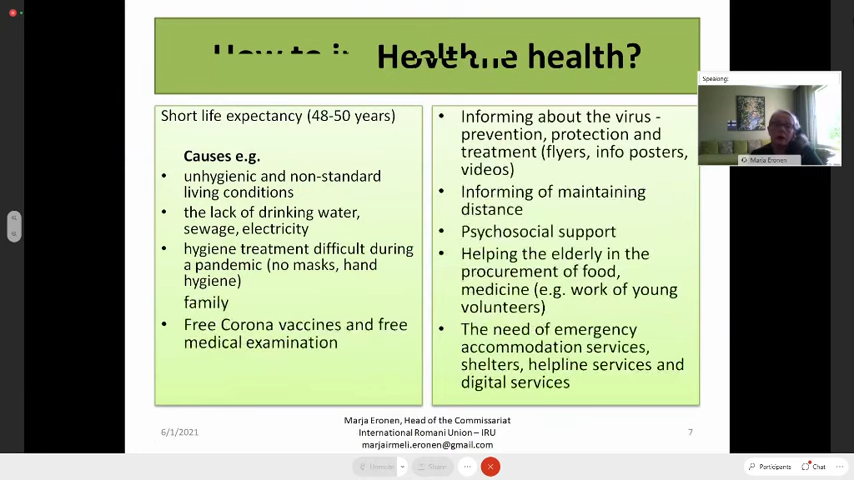 Health
health?
Short life expectancy (48-50 years)
Causes e.g.
• unhygienic and non-standard
living conditions
• the lack of drinking water,
sewage, electricity
• hygiene treatment difficult during
a pandemic (no masks, hand
hygiene)
family
• Free Corona vaccines and free
medical examination
• Informing about the virus -
prevention, protection and
treatment (flyers, info posters,
videos)
• Informing of maintaining
distance
• Psychosocial support
• Helping the elderly in the
procurement of food,
medicine (e.g. work of young
volunteers)
• The need of emergency
accommodation services,
shelters, helpline services and
digital services
Speaking:
Marja Eronen
6/1/2021
Marja Eronen, Head of the Commissariat
International Romani Union – IRU
marjairmeli.eronen@gmail.com
7
Unmute
Share
Participants
Chat